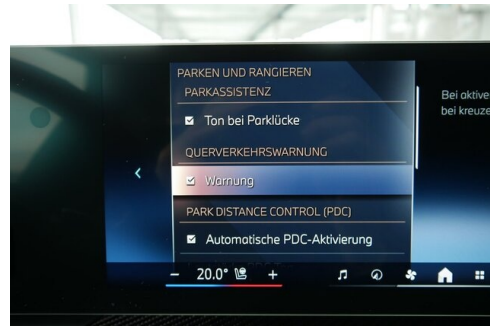 PARKEN UND RANGIEREN
PARKASSISTENZ
Ton bei Parklücke
QUERVERKEHRSWARNUNG
Warnung
PARK DISTANCE CONTROL (PDC)
Automatische PDC-Aktivierung
Bei aktive
bei kreuze
- 20.0° +